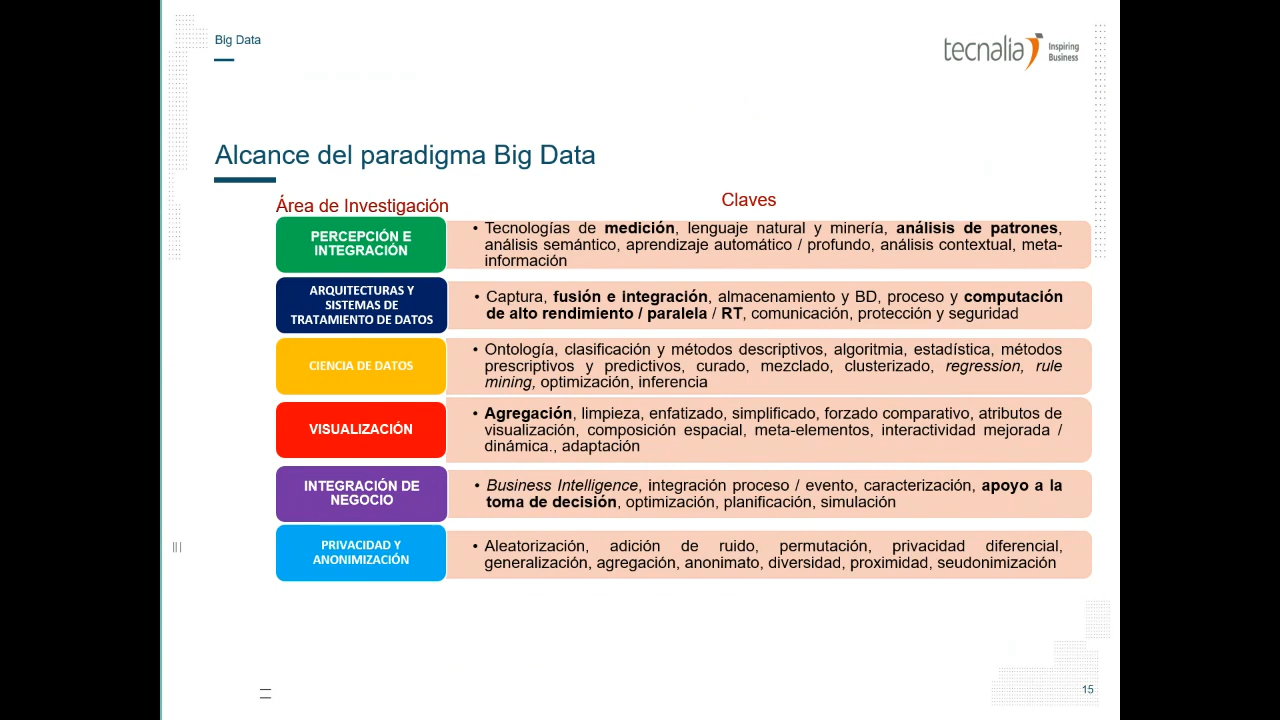 Big Data
tecnalia Inspiring
Business
Alcance del paradigma Big Data
Área de Investigación
Claves
PERCEPCIÓN E
INTEGRACIÓN
• Tecnologías de medición, lenguaje natural y minería, análisis de patrones,
análisis semántico, aprendizaje automático / profundo, análisis contextual, meta-
información
ARQUITECTURAS Y
SISTEMAS DE
TRATAMIENTO DE DATOS
• Captura, fusión e integración, almacenamiento y BD, proceso y computación
de alto rendimiento / paralela / RT, comunicación, protección y seguridad
CIENCIA DE DATOS
• Ontología, clasificación y métodos descriptivos, algoritmia, estadística, métodos
prescriptivos y predictivos, curado, mezclado, clusterizado, regression, rule
mining, optimización, inferencia
VISUALIZACIÓN
• Agregación, limpieza, enfatizado, simplificado, forzado comparativo, atributos de
visualización, composición espacial, meta-elementos, interactividad mejorada /
dinámica., adaptación
INTEGRACIÓN DE
NEGOCIO
• Business Intelligence, integración proceso / evento, caracterización, apoyo a la
toma de decisión, optimización, planificación, simulación
PRIVACIDAD Y
ANONIMIZACIÓN
• Aleatorización, adición de ruido, permutación, privacidad diferencial,
generalización, agregación, anonimato, diversidad, proximidad, seudonimización
15